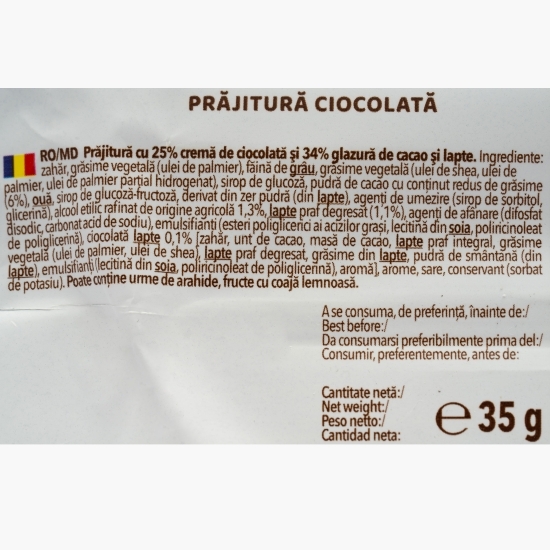 PRĂJITURĂ CIOCOLATĂ
RO/MD Prăjitură cu 25% cremă de ciocolată și 34% glazură de cacao și lapte. Ingrediente:
zahăr, grăsime vegetală (ulei de palmier), făină de grâu, grăsime vegetală (ulei de shea, ulei de
palmier, ulei de palmier parțial hidrogenat), sirop de glucoză, pudră de cacao cu conținut redus de grăsime
(6%), ouă, sirop de glucoză-fructoză, derivat din zer pudră (din lapte), agenți de umezire (sirop de sorbitol,
glicerină), alcool etilic rafinat de origine agricolă 1,3%, lapte praf degresat (1,1%), agenți de afânare (difosfat
disodic, carbonat acid de sodiu), emulsifianți (esteri poliglicerici ai acizilor grași, lecitină din soia, poliricinoleat
de poliglicerină), ciocolată lapte 0,1% [zahăr, unt de cacao, masă de cacao, lapte praf integral, grăsime
vegetală (ulei de palmier, ulei de shea), lapte praf degresat, grăsime din lapte, pudră de smântână (din
lapte), emulsifianți (lecitină din soia, poliricinoleat de poliglicerină), aromă], arome, sare, conservant (sorbat
de potasiu). Poate conține urme de arahide, fructe cu coajă lemnoasă.
A se consuma, de preferință, înainte de:/
Best before:/
Da consumarsi preferibilmente prima del:/
Consumir, preferentemente, antes de:
Cantitate netă:/
Net weight:/
Peso netto:/
Cantidad neta:
℮ 35 g